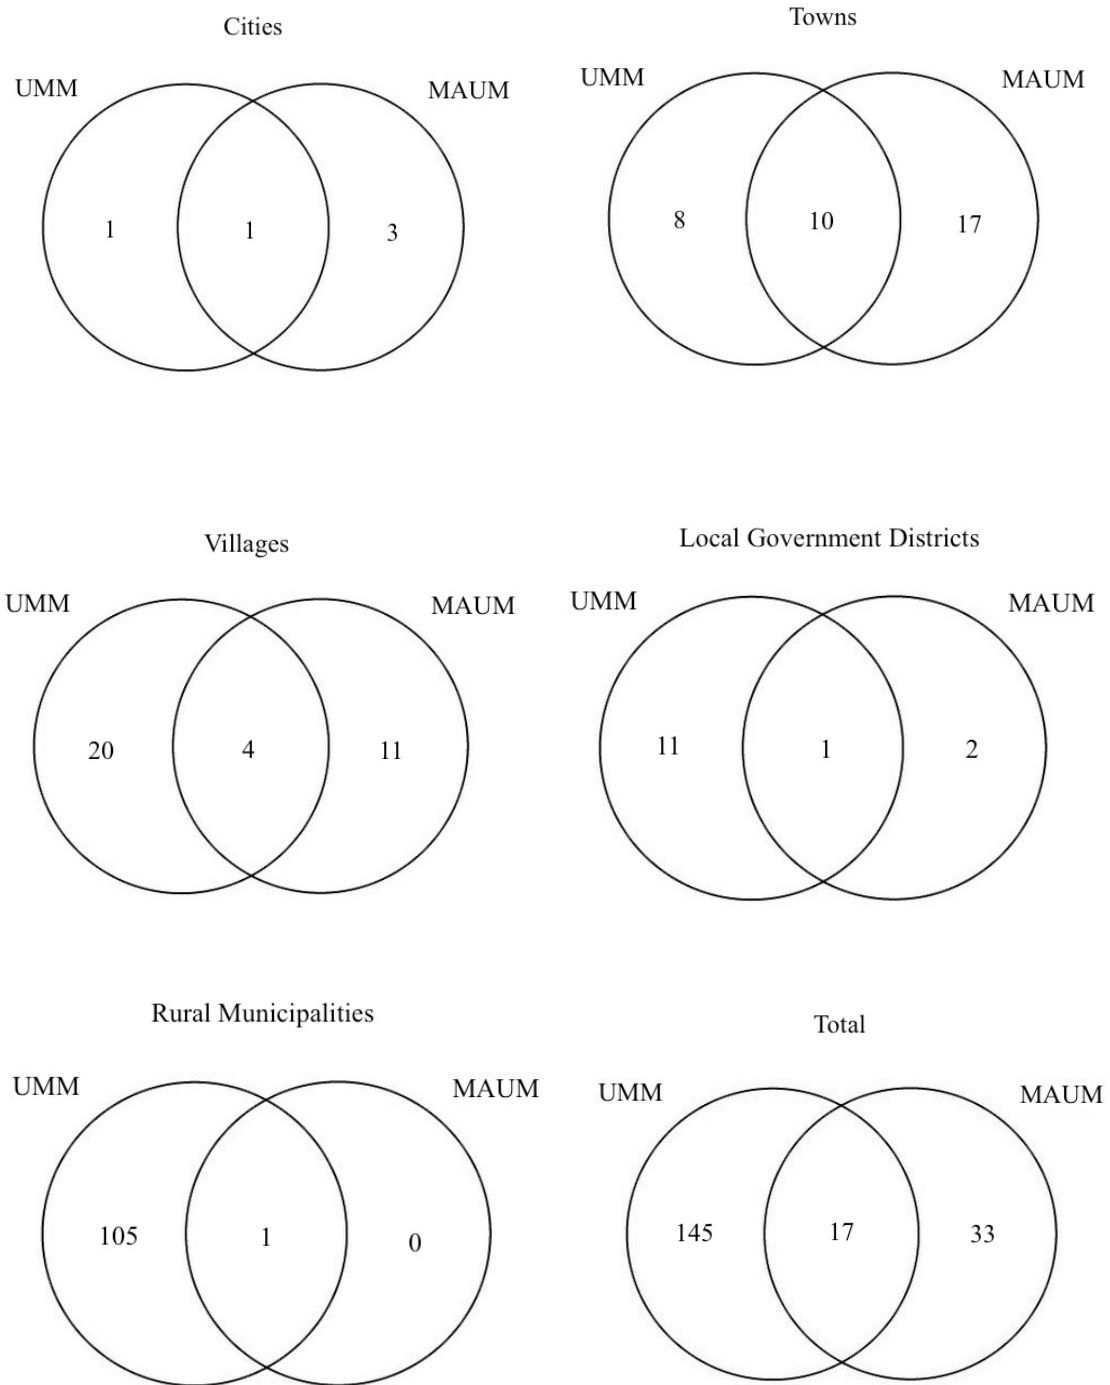 Cities
UMM
MAUM
1
1
3
Towns
UMM
MAUM
8
10
17
Villages
UMM
MAUM
20
4
11
Local Government Districts
UMM
MAUM
11
1
2
Rural Municipalities
UMM
MAUM
105
1
0
Total
UMM
MAUM
145
17
33